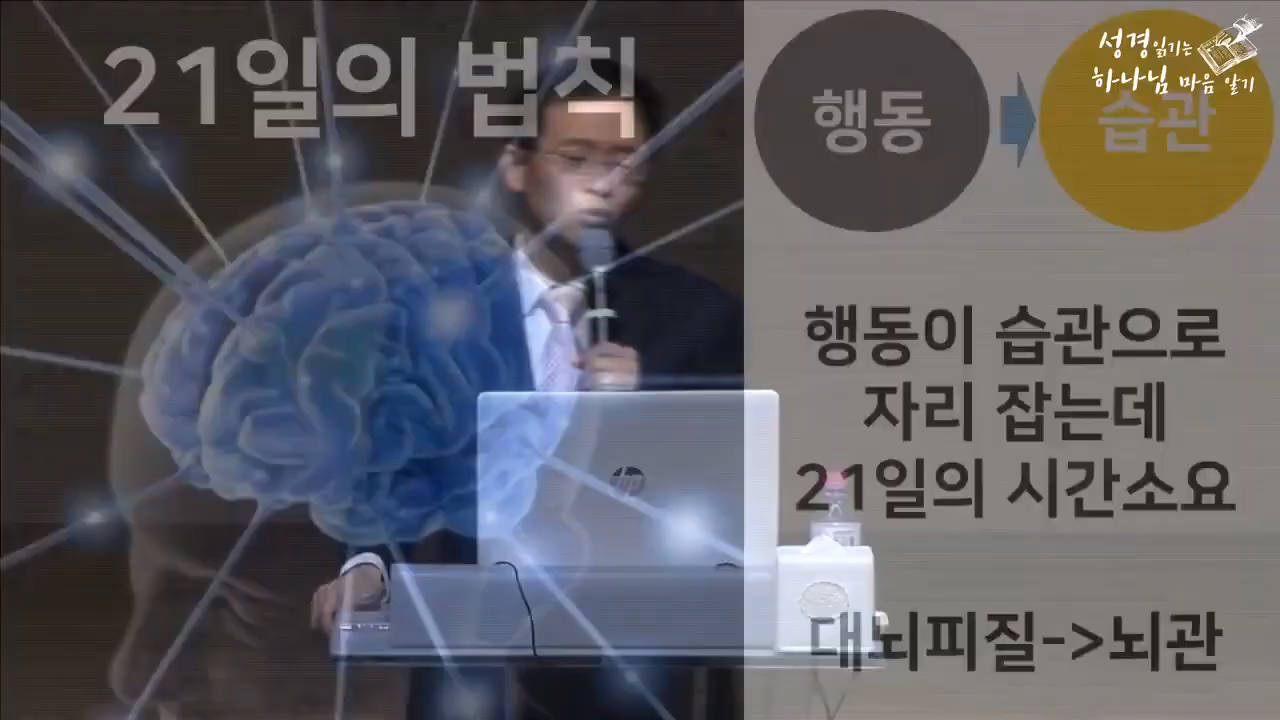 21일의 법칙
성경읽기는
하나님 마음 알기
행동
습관
행동이 습관으로
자리 잡는데
21일의 시간소요
대뇌피질->뇌관
hp